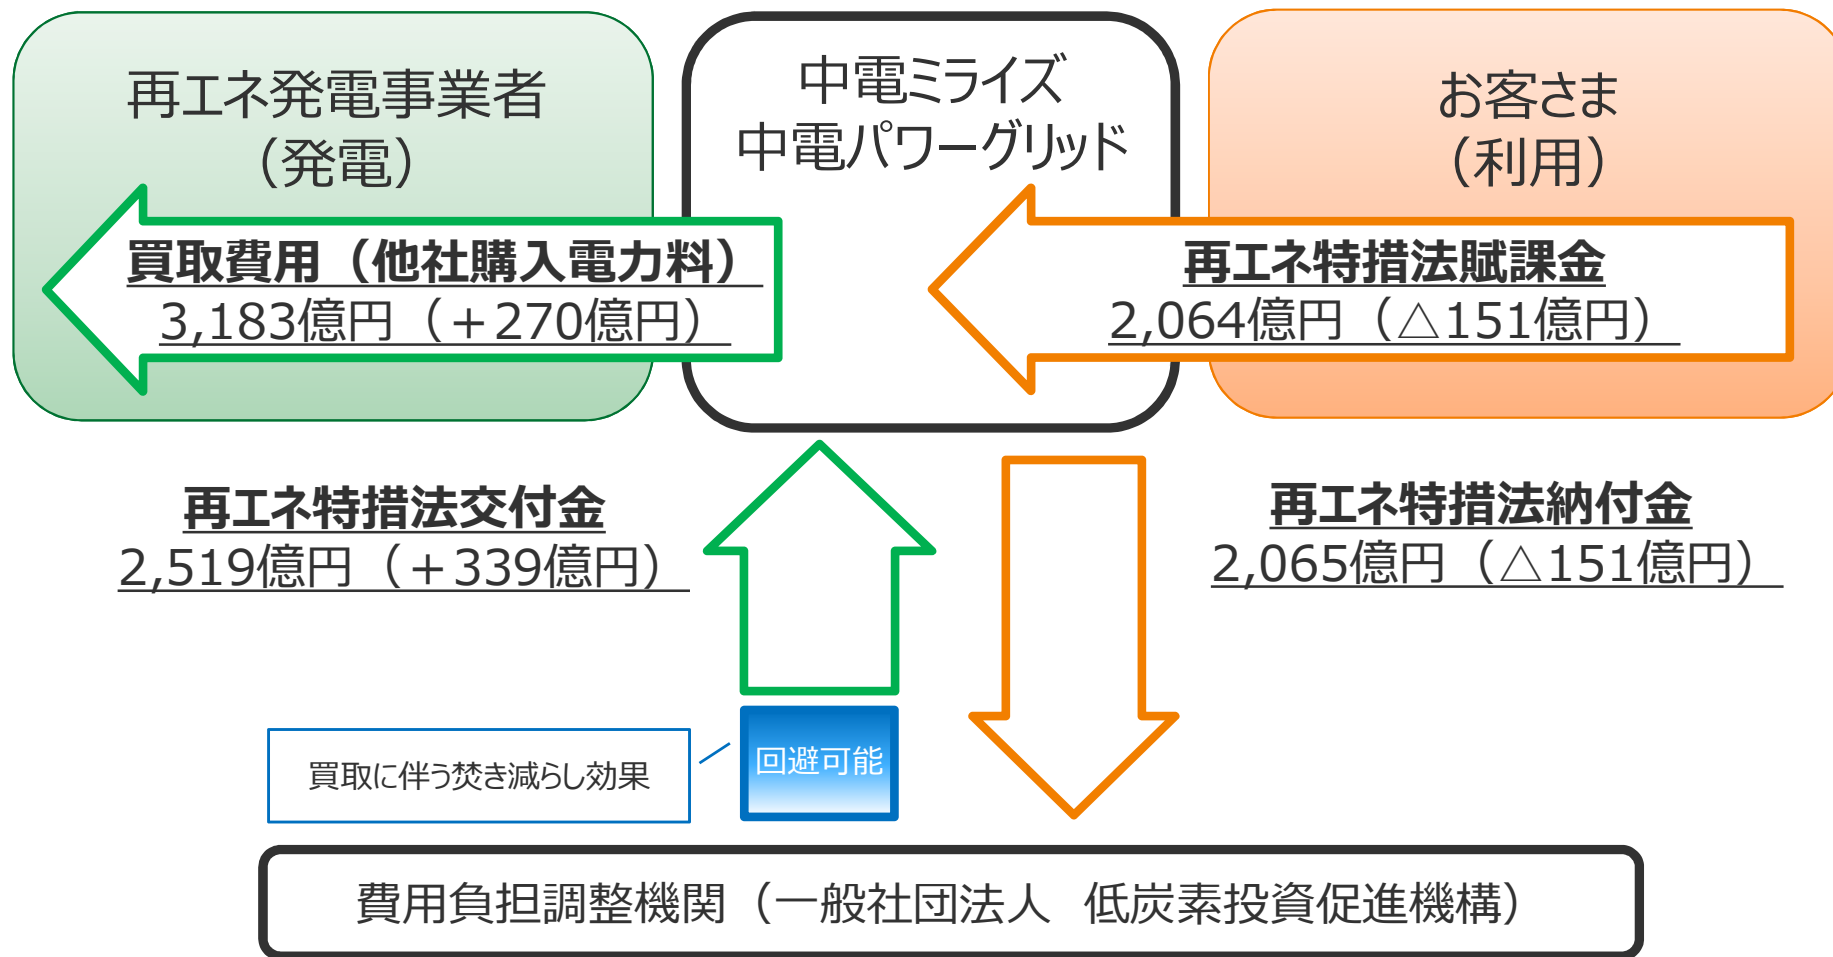 再エネ発電事業者
（発電）
中電ミライズ
中電パワーグリッド
お客さま
（利用）
買取費用（他社購入電力料）
3,183億円（＋270億円）
再エネ特措法賦課金
2,064億円（△151億円）
再エネ特措法交付金
2,519億円（＋339億円）
再エネ特措法納付金
2,065億円（△151億円）
買取に伴う焚き減らし効果
回避可能
費用負担調整機関（一般社団法人　低炭素投資促進機構）